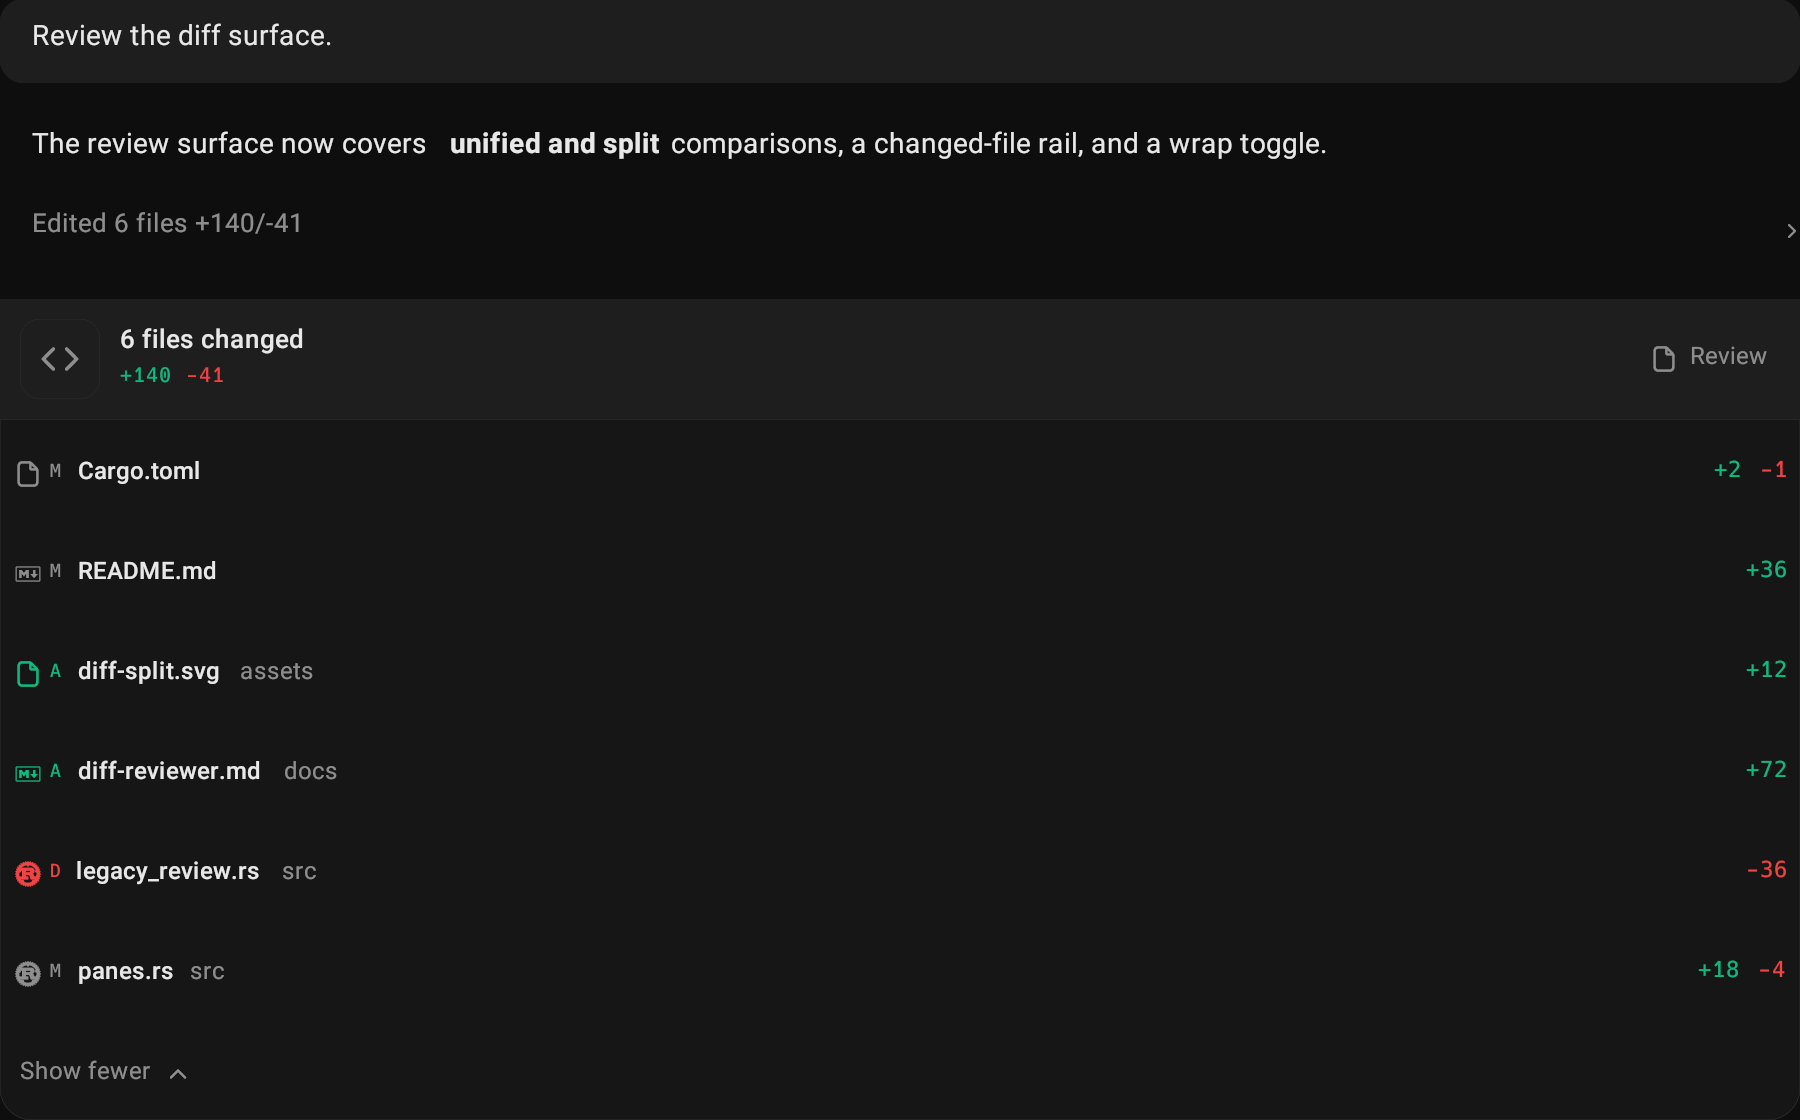 Review the diff surface.
The review surface now covers unified and split comparisons, a changed-file rail, and a wrap toggle.
Edited 6 files +140/-41
6 files changed
+140 -41
Review
M Cargo.toml +2 -1
M README.md +36
A diff-split.svg assets +12
A diff-reviewer.md docs +72
D legacy_review.rs src -36
M panes.rs src +18 -4
Show fewer